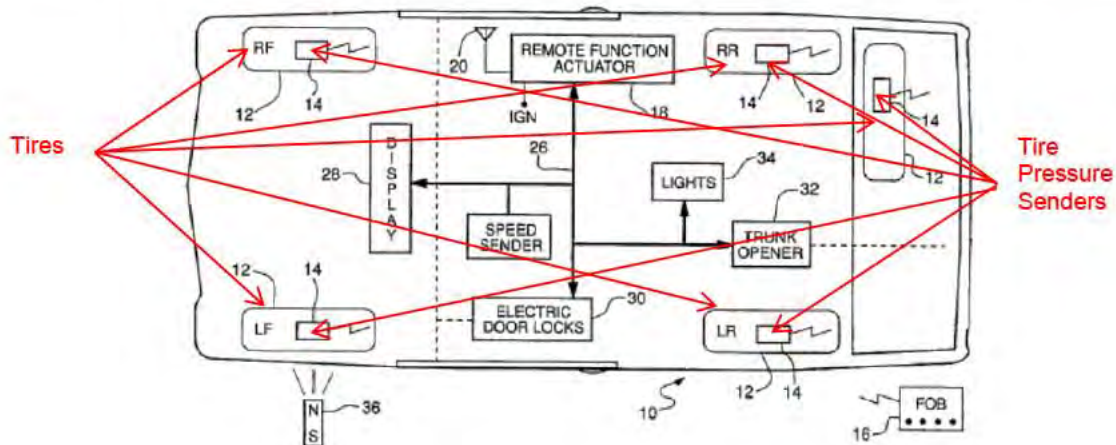 RF
14
12
20
REMOTE FUNCTION
ACTUATOR
18
IGN
RR
14
12
14
12
Tires
28
DISPLAY
26
SPEED
SENDER
34
LIGHTS
32
TRUNK
OPENER
Tire
Pressure
Senders
12
14
LF
ELECTRIC
DOOR LOCKS
30
LR
12
14
10
N
S
36
FOB
16